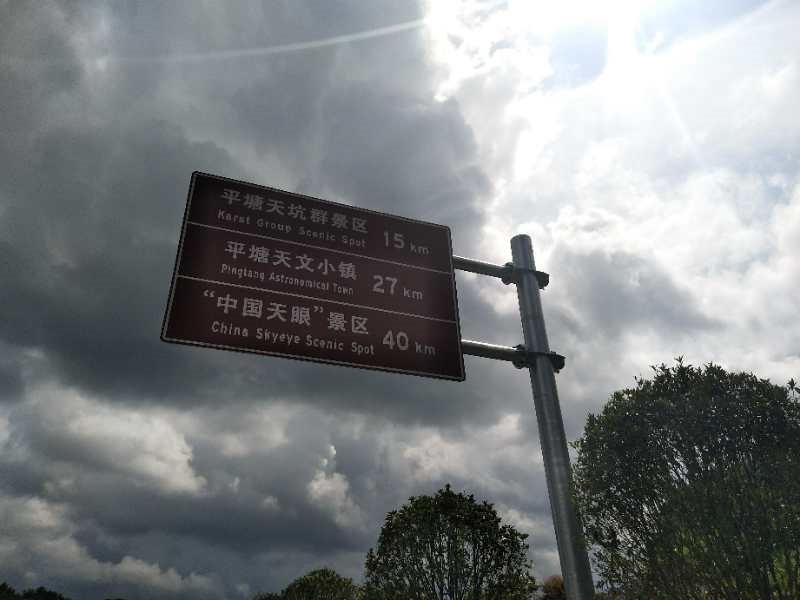 平塘天坑群景区 15 km
Karst Group Scenic Spot
平塘天文小镇 27 km
Pingtang Astronomical Town
“中国天眼”景区 40 km
China Skyeye Scenic Spot